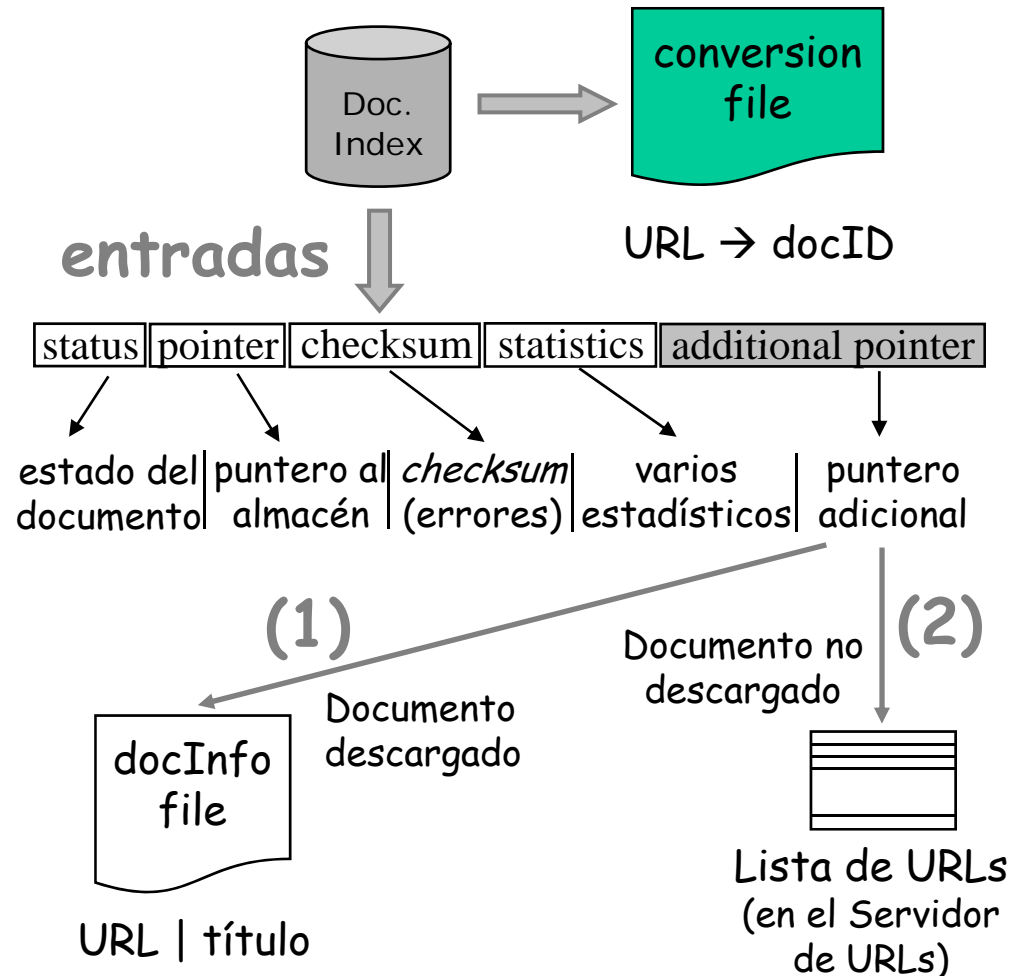 Doc.
Index
conversion
file
URL → docID
entradas
status pointer checksum statistics additional pointer
estado del
documento
puntero al
almacén
checksum
(errores)
varios
estadísticos
puntero
adicional
(1)
Documento
descargado
(2)
Documento no
descargado
docInfo
file
URL | título
Lista de URLs
(en el Servidor
de URLs)